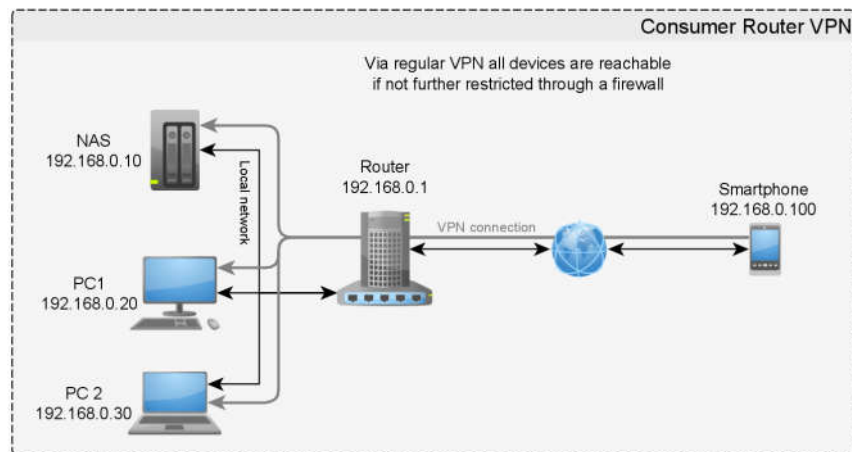 Consumer Router VPN
Via regular VPN all devices are reachable
if not further restricted through a firewall
NAS
192.168.0.10
Local network
Router
192.168.0.1
VPN connection
Smartphone
192.168.0.100
PC1
192.168.0.20
PC 2
192.168.0.30